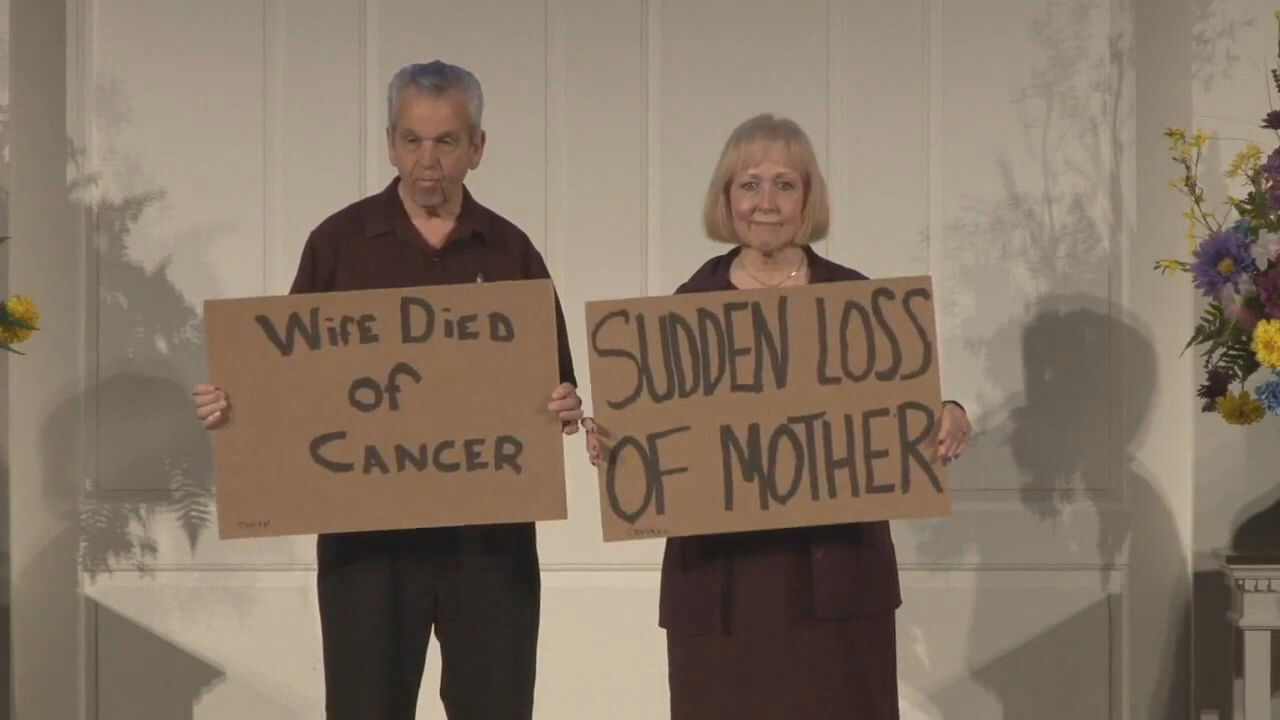 WiFE DiED
oF
CANCER
SUDDEN LOSS
OF MOTHER